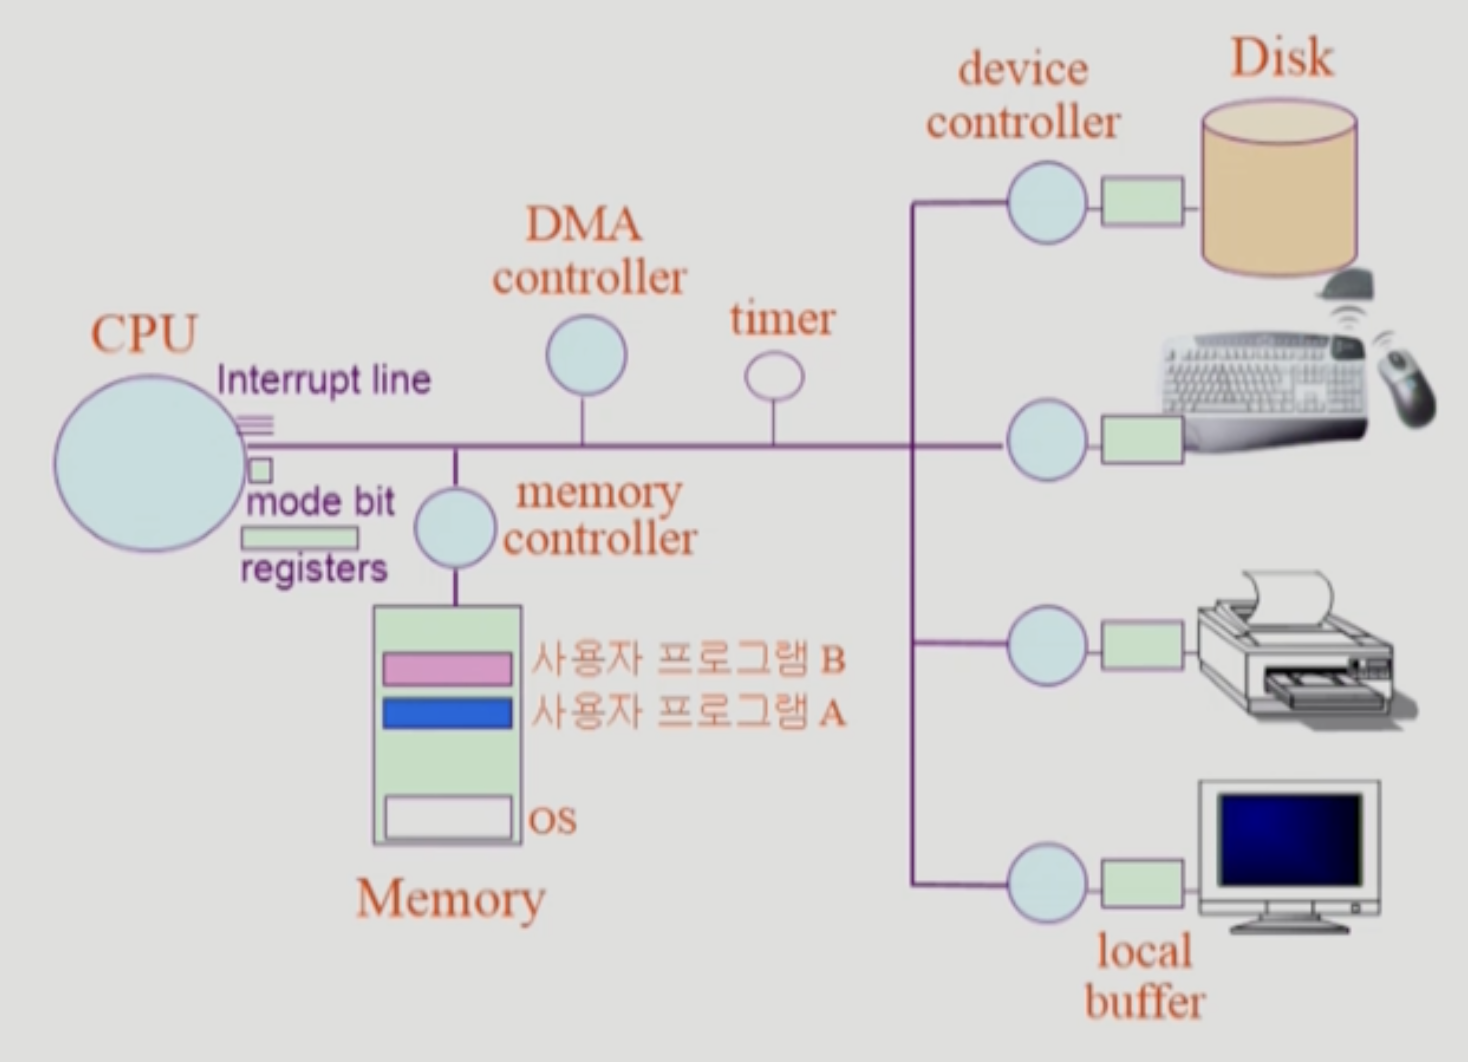 device
controller
Disk
DMA
controller
timer
CPU
Interrupt line
mode bit
registers
memory
controller
사용자 프로그램 B
사용자 프로그램 A
OS
Memory
local
buffer